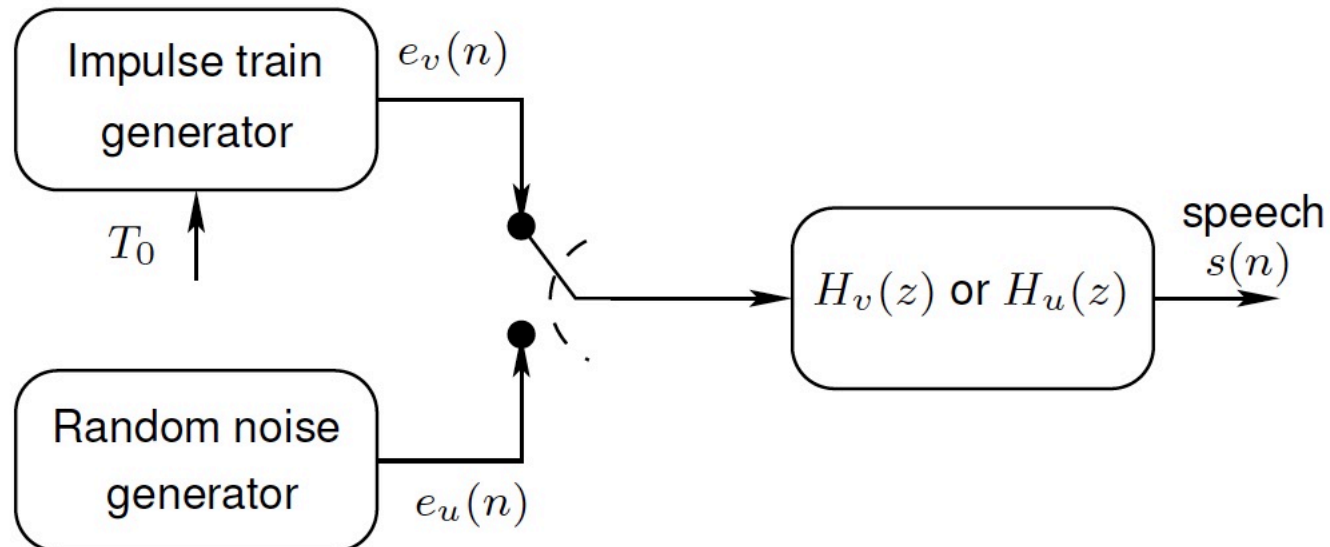 Impulse train
generator
e_v(n)
T_0
speech
s(n)
H_v(z) or H_u(z)
Random noise
generator
e_u(n)